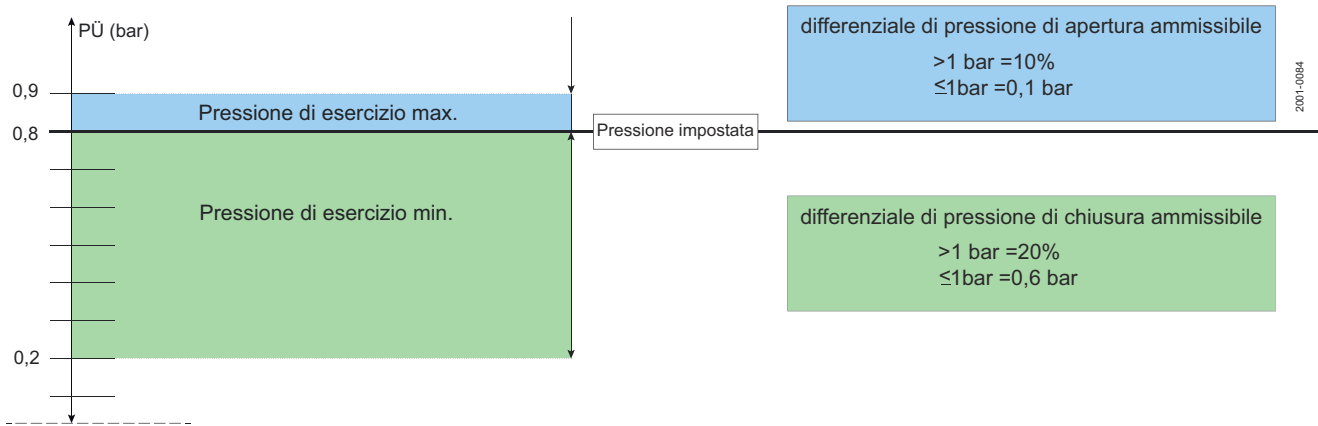 PÜ (bar)
0,9
0,8
0,2
Pressione di esercizio max.
Pressione di esercizio min.
Pressione impostata
differenziale di pressione di apertura ammissibile
>1 bar =10%
≤1bar =0,1 bar
differenziale di pressione di chiusura ammissibile
>1 bar =20%
≤1bar =0,6 bar
2001-0084